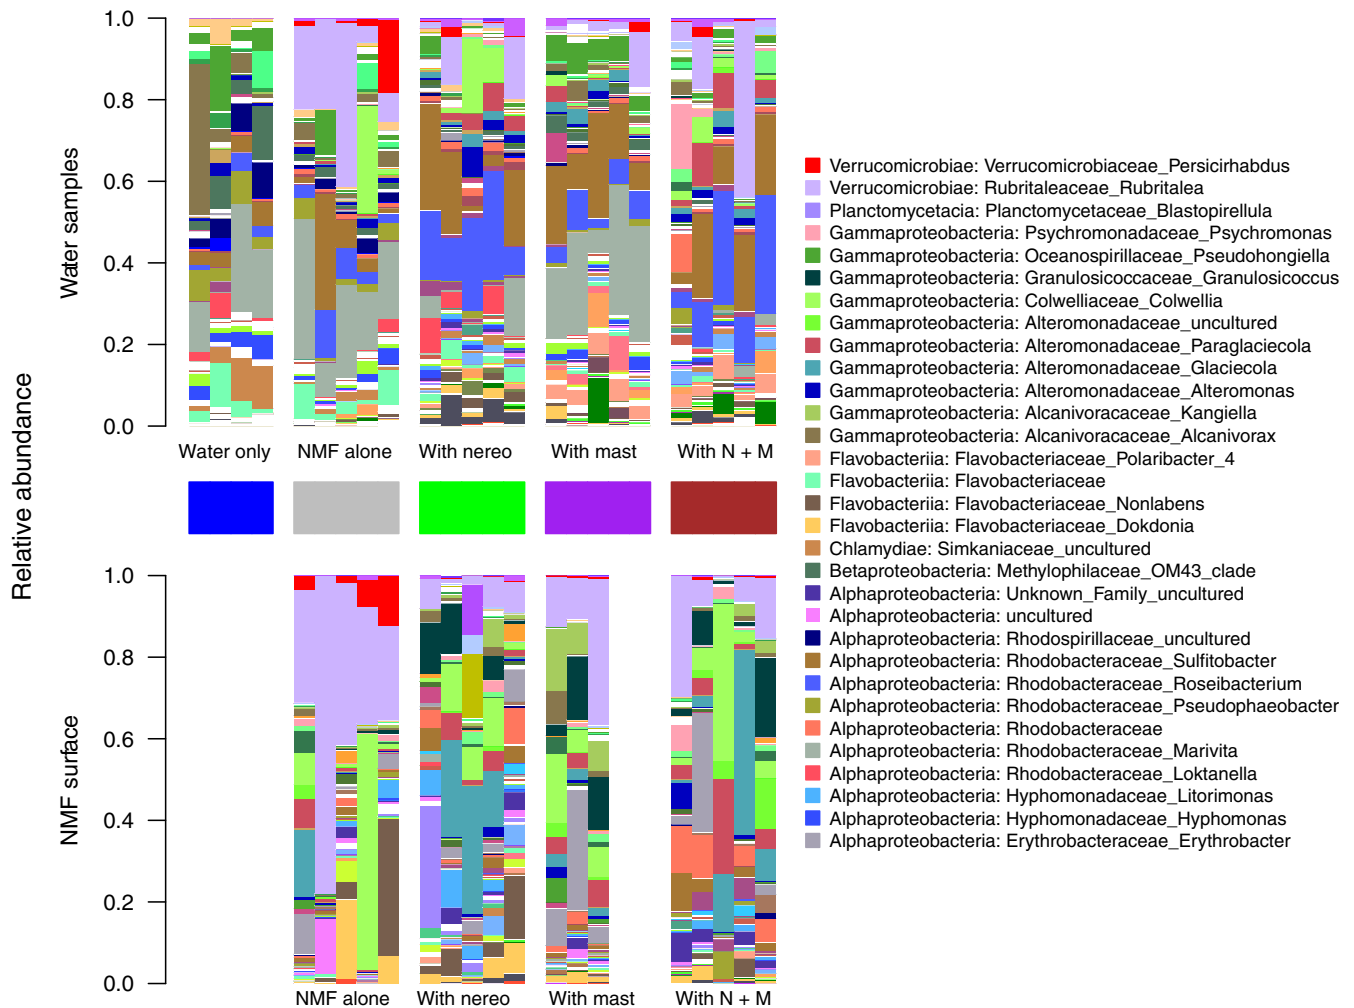 Relative abundance
Water samples
1.0
0.8
0.6
0.4
0.2
0.0
Water only
NMF alone
With nereo
With mast
With N + M
NMF surface
1.0
0.8
0.6
0.4
0.2
0.0
NMF alone
With nereo
With mast
With N + M
Verrucomicrobiae: Verrucomicrobiaceae_Persicirhabdus
Verrucomicrobiae: Rubritaleaceae_Rubritalea
Planctomycetacia: Planctomycetaceae_Blastopirellula
Gammaproteobacteria: Psychromonadaceae_Psychromonas
Gammaproteobacteria: Oceanospirillaceae_Pseudohongiella
Gammaproteobacteria: Granulosicoccaceae_Granulosicoccus
Gammaproteobacteria: Colwelliaceae_Colwellia
Gammaproteobacteria: Alteromonadaceae_uncultured
Gammaproteobacteria: Alteromonadaceae_Paraglaciecola
Gammaproteobacteria: Alteromonadaceae_Glaciecola
Gammaproteobacteria: Alteromonadaceae_Alteromonas
Gammaproteobacteria: Alcanivoracaceae_Kangiella
Gammaproteobacteria: Alcanivoracaceae_Alcanivorax
Flavobacteriia: Flavobacteriaceae_Polaribacter_4
Flavobacteriia: Flavobacteriaceae
Flavobacteriia: Flavobacteriaceae_Nonlabens
Flavobacteriia: Flavobacteriaceae_Dokdonia
Chlamydiae: Simkaniaceae_uncultured
Betaproteobacteria: Methylophilaceae_OM43_clade
Alphaproteobacteria: Unknown_Family_uncultured
Alphaproteobacteria: uncultured
Alphaproteobacteria: Rhodospirillaceae_uncultured
Alphaproteobacteria: Rhodobacteraceae_Sulfitobacter
Alphaproteobacteria: Rhodobacteraceae_Roseibacterium
Alphaproteobacteria: Rhodobacteraceae_Pseudophaeobacter
Alphaproteobacteria: Rhodobacteraceae
Alphaproteobacteria: Rhodobacteraceae_Marivita
Alphaproteobacteria: Rhodobacteraceae_Loktanella
Alphaproteobacteria: Hyphomonadaceae_Litorimonas
Alphaproteobacteria: Hyphomonadaceae_Hyphomonas
Alphaproteobacteria: Erythrobacteraceae_Erythrobacter